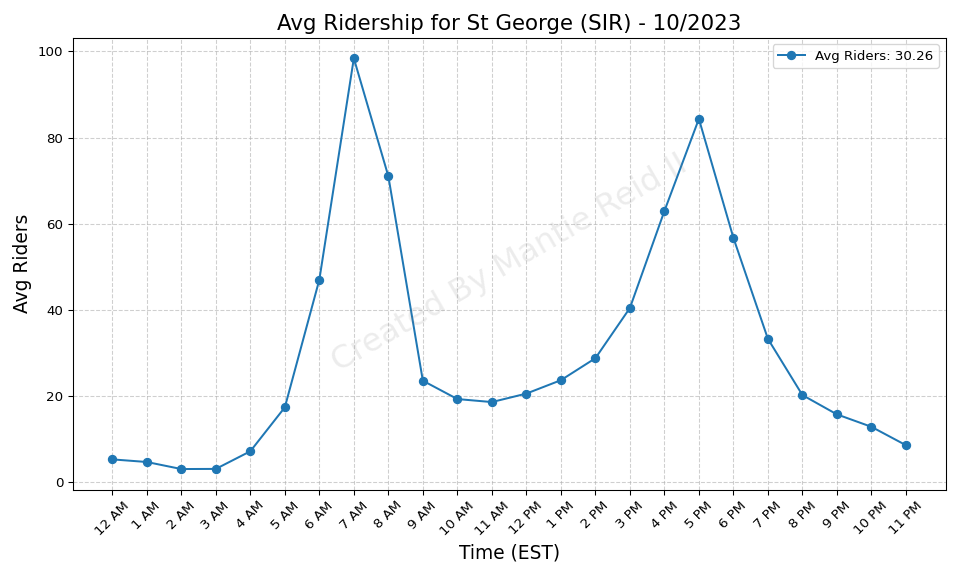 Avg Ridership for St George (SIR) - 10/2023
Avg Riders: 30.26
Avg Riders
100
80
60
40
20
0
Created By Mantle Reid II
12 AM
1 AM
2 AM
3 AM
4 AM
5 AM
6 AM
7 AM
8 AM
9 AM
10 AM
11 AM
12 PM
1 PM
2 PM
3 PM
4 PM
5 PM
6 PM
7 PM
8 PM
9 PM
10 PM
11 PM
Time (EST)